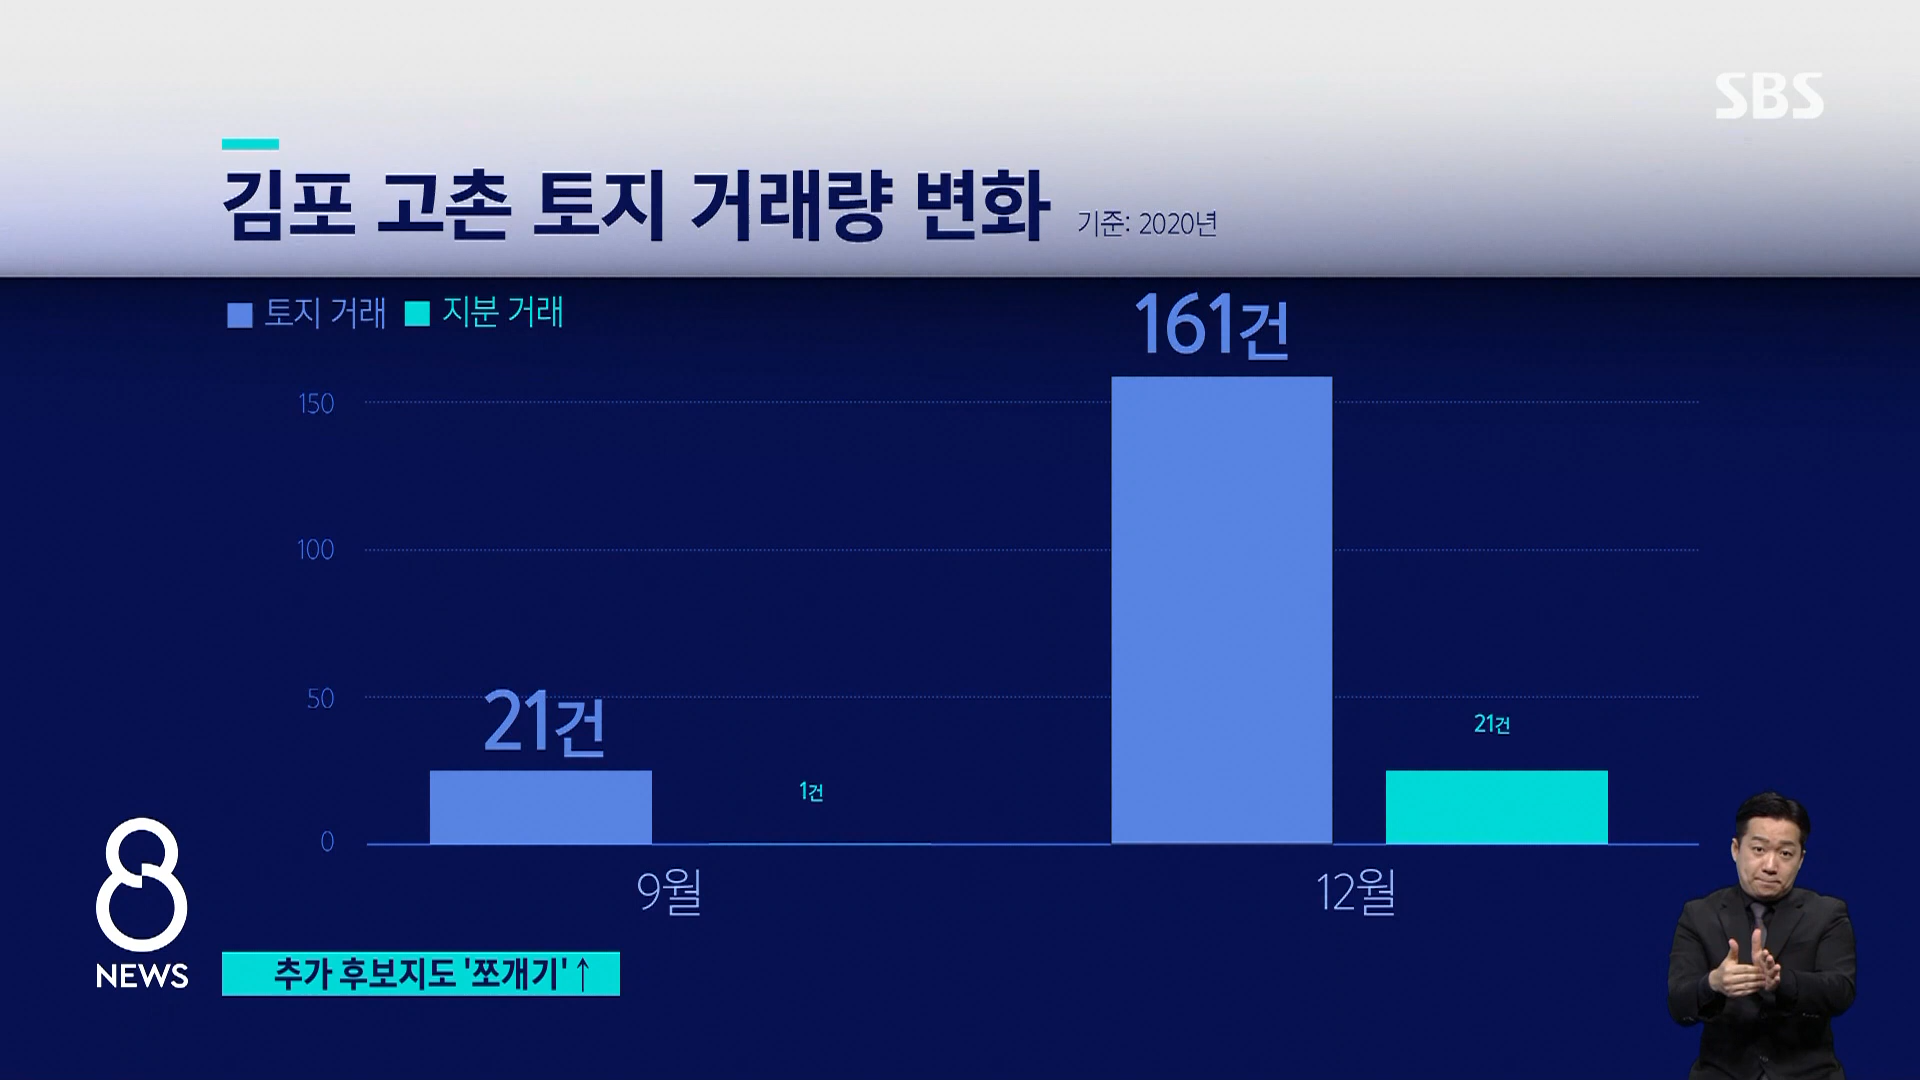 SBS
김포 고촌 토지 거래량 변화 기준: 2020년
토지 거래 지분 거래
161건
150
100
50
21건
21건
1건
0
9월 12월
8
NEWS
추가 후보지도 '쪼개기'↑